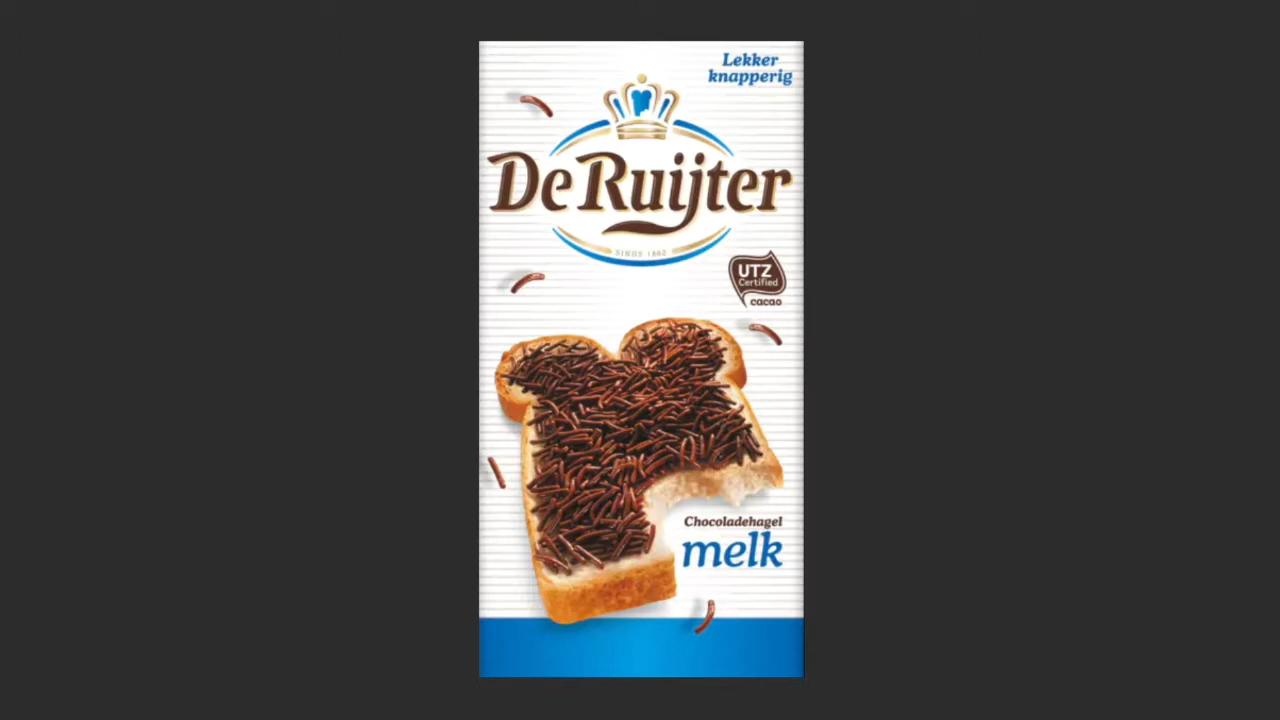 Lekker
knapperig
De Ruijter
SINDS 1860
UTZ
Certified
cacao
Chocoladehagel
melk